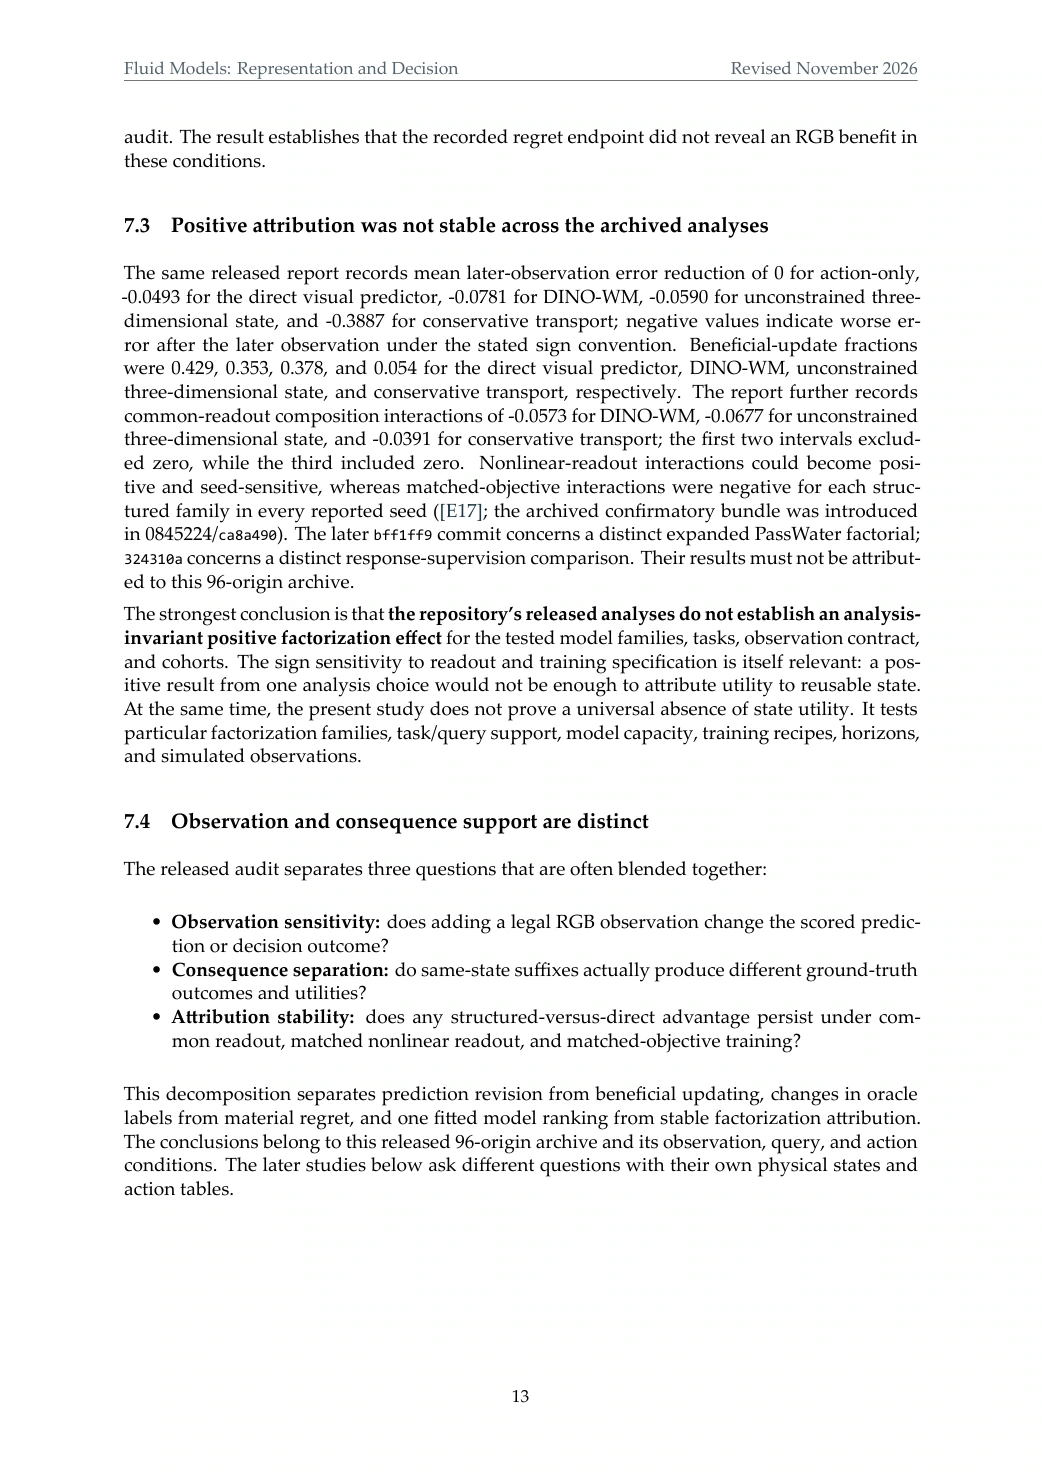 Fluid Models: Representation and Decision
Revised November 2026
audit. The result establishes that the recorded regret endpoint did not reveal an RGB benefit in
these conditions.
7.3 Positive attribution was not stable across the archived analyses
The same released report records mean later-observation error reduction of 0 for action-only,
-0.0493 for the direct visual predictor, -0.0781 for DINO-WM, -0.0590 for unconstrained three-
dimensional state, and -0.3887 for conservative transport; negative values indicate worse er-
ror after the later observation under the stated sign convention. Beneficial-update fractions
were 0.429, 0.353, 0.378, and 0.054 for the direct visual predictor, DINO-WM, unconstrained
three-dimensional state, and conservative transport, respectively. The report further records
common-readout composition interactions of -0.0573 for DINO-WM, -0.0677 for unconstrained
three-dimensional state, and -0.0391 for conservative transport; the first two intervals exclud-
ed zero, while the third included zero. Nonlinear-readout interactions could become posi-
tive and seed-sensitive, whereas matched-objective interactions were negative for each struc-
tured family in every reported seed ([E17]; the archived confirmatory bundle was introduced
in 0845224/ca8a490). The later bff1ff9 commit concerns a distinct expanded PassWater factorial;
324310a concerns a distinct response-supervision comparison. Their results must not be attribut-
ed to this 96-origin archive.
The strongest conclusion is that the repository's released analyses do not establish an analysis-
invariant positive factorization effect for the tested model families, tasks, observation contract,
and cohorts. The sign sensitivity to readout and training specification is itself relevant: a pos-
itive result from one analysis choice would not be enough to attribute utility to reusable state.
At the same time, the present study does not prove a universal absence of state utility. It tests
particular factorization families, task/query support, model capacity, training recipes, horizons,
and simulated observations.
7.4 Observation and consequence support are distinct
The released audit separates three questions that are often blended together:
• Observation sensitivity: does adding a legal RGB observation change the scored predic-
tion or decision outcome?
• Consequence separation: do same-state suffixes actually produce different ground-truth
outcomes and utilities?
• Attribution stability: does any structured-versus-direct advantage persist under com-
mon readout, matched nonlinear readout, and matched-objective training?
This decomposition separates prediction revision from beneficial updating, changes in oracle
labels from material regret, and one fitted model ranking from stable factorization attribution.
The conclusions belong to this released 96-origin archive and its observation, query, and action
conditions. The later studies below ask different questions with their own physical states and
action tables.
13